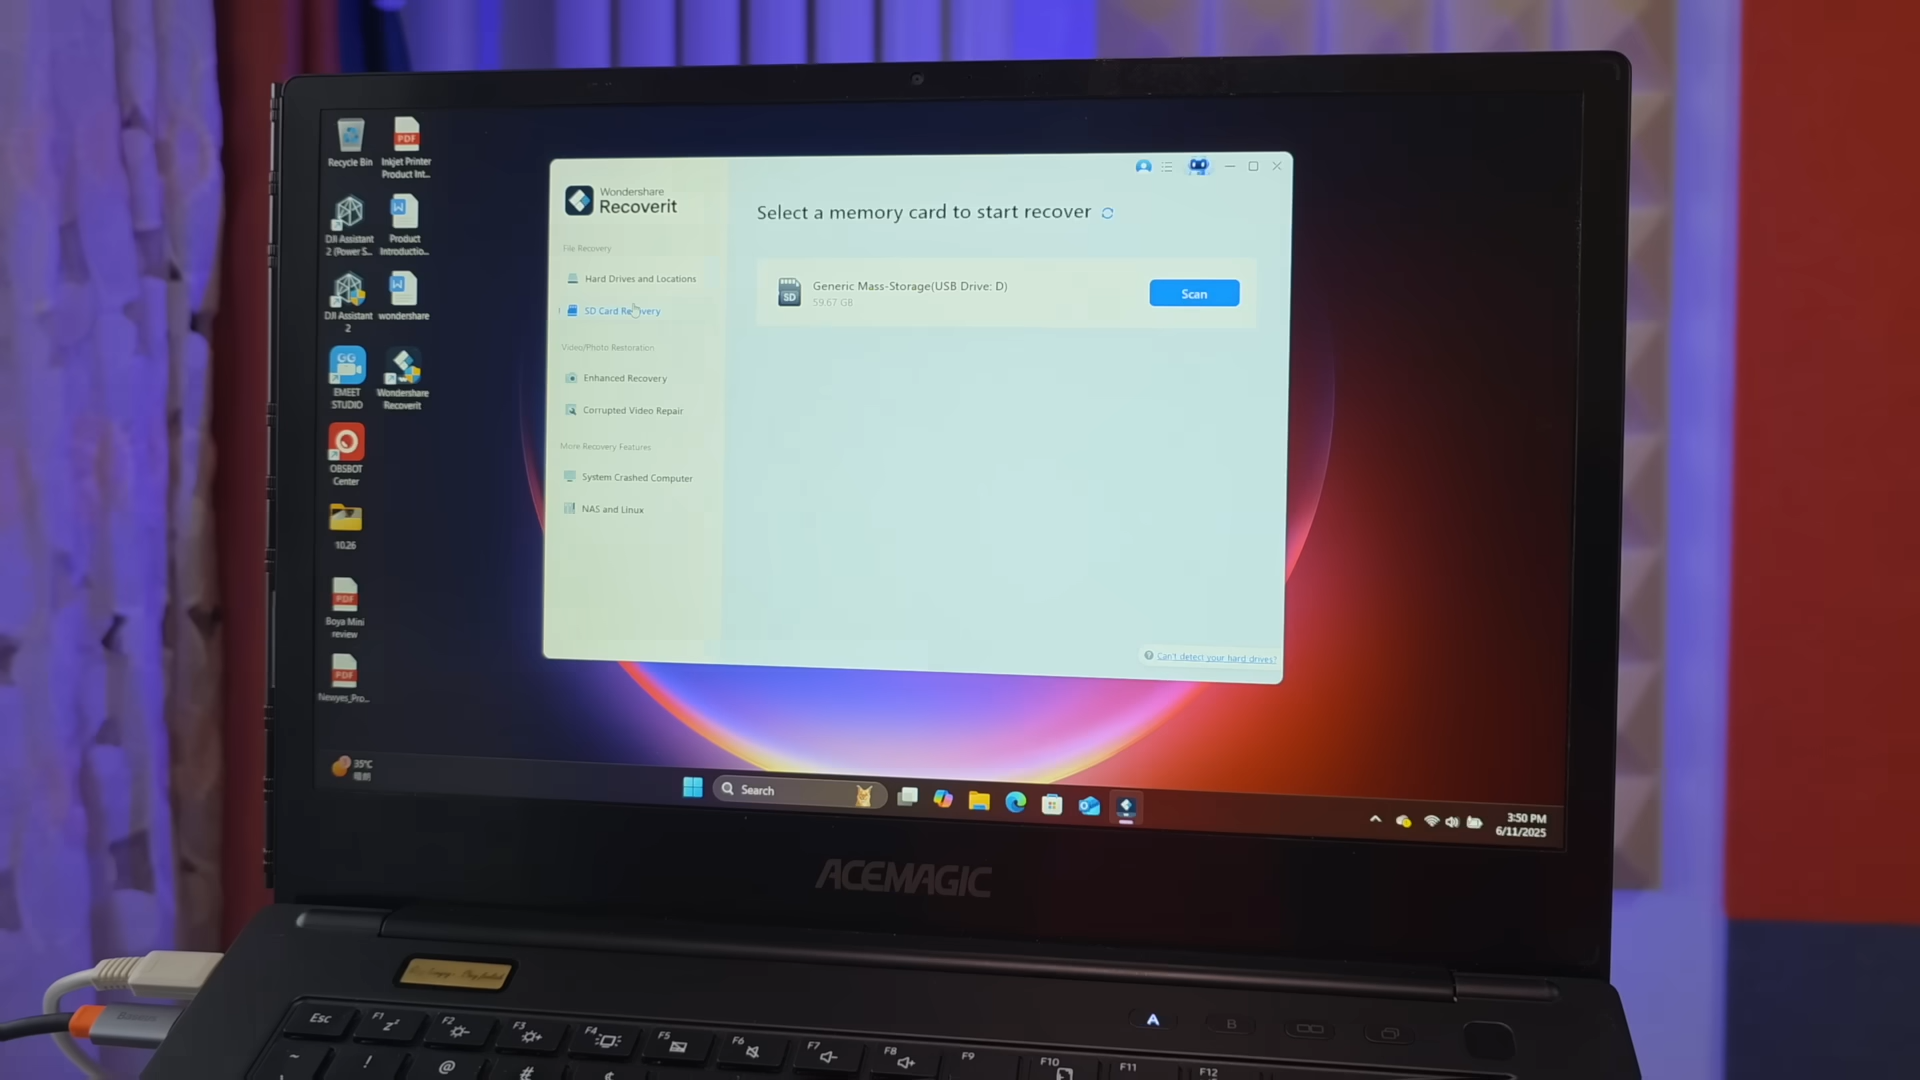 Recycle Bin
Inkjet Printer
Product Int...
DJI Assistant
2 (Power S...
Product
Introductio...
DJI Assistant
2
wondershare
EMEET
STUDIO
Wondershare
Recoverit
OBSBOT
Center
10.26
PDF
Boya Mini
review
PDF
Newyes_Pro...
PDF
Wondershare
Recoverit
File Recovery
Hard Drives and Locations
SD Card Recovery
Video/Photo Restoration
Enhanced Recovery
Corrupted Video Repair
More Recovery Features
System Crashed Computer
NAS and Linux
Select a memory card to start recover
SD
Generic Mass-Storage(USB Drive: D)
59.67 GB
Scan
Can't detect your hard drives?
35°C
Search
3:50 PM
6/11/2025
ACEMAGIC
A
B
Esc
F1
F2
F3
F4
F5
F6
F7
F8
F9
F10
F11
F12
~
!
@
#